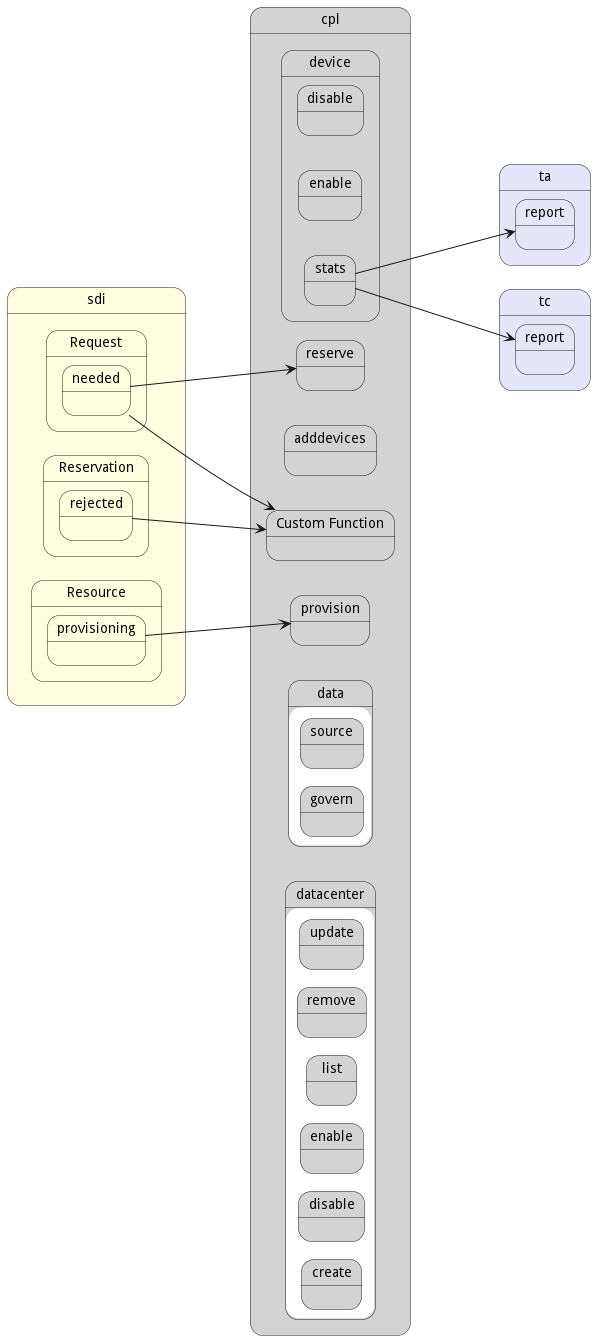 cpl
device
disable
enable
stats
ta
report
tc
report
sdi
Request
needed
reserve
adddevices
Reservation
rejected
Custom Function
Resource
provisioning
provision
data
source
govern
datacenter
update
remove
list
enable
disable
create